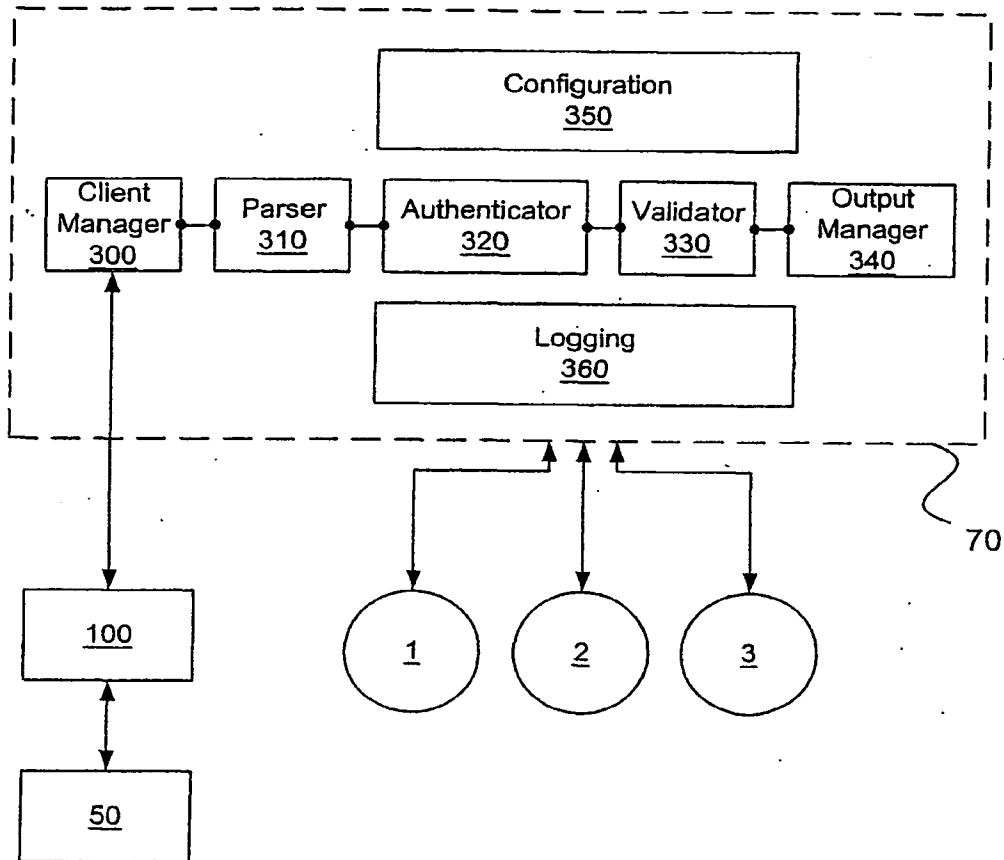 Configuration
350
Client
Manager
300
Parser
310
Authenticator
320
Validator
330
Output
Manager
340
Logging
360
70
100
1
2
3
50